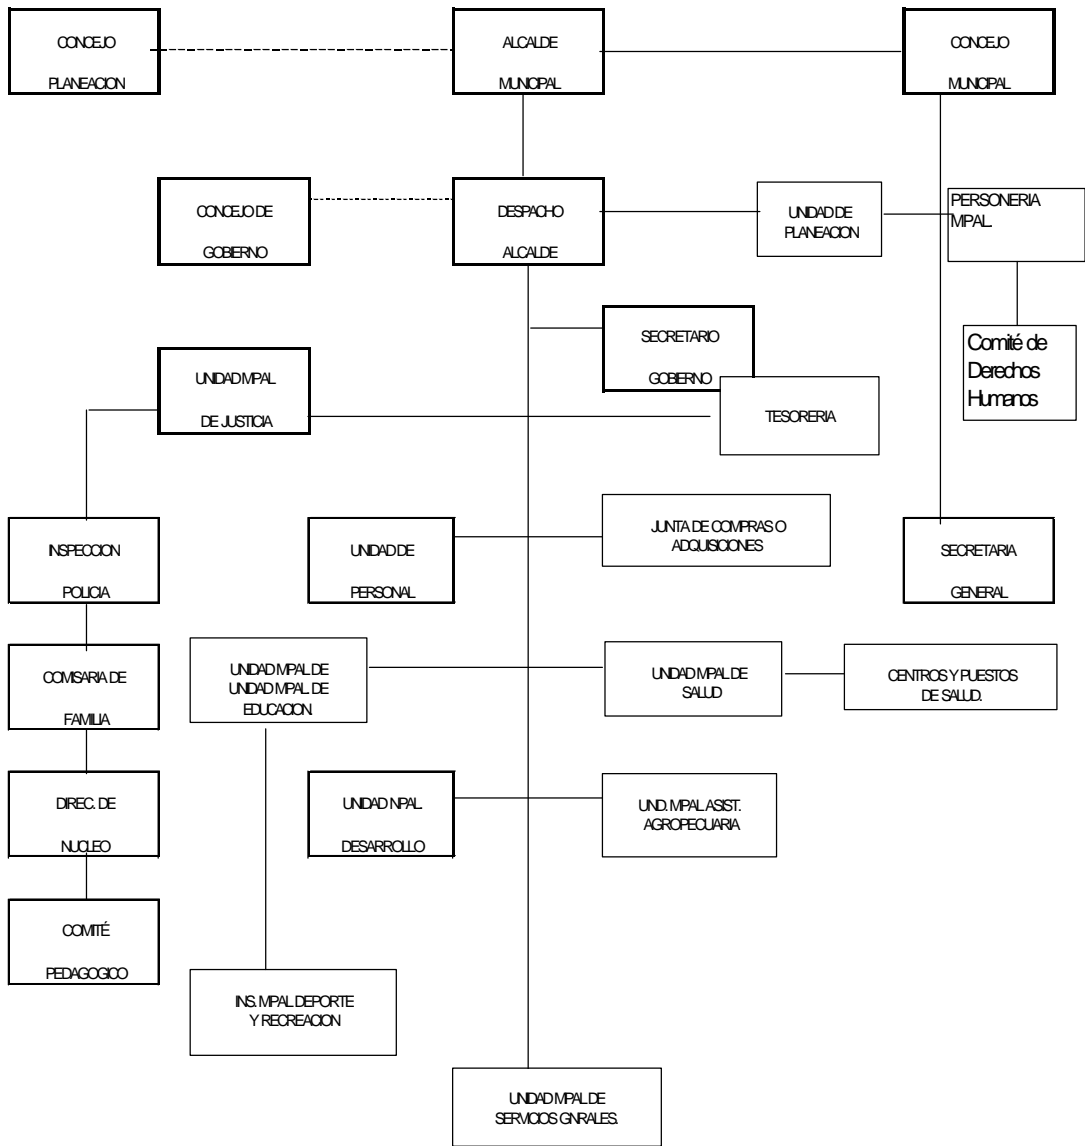 CONCEJO
PLANEACION
ALCALDE
MUNICIPAL
CONCEJO
MUNICIPAL
CONCEJO DE
GOBIERNO
DESPACHO
ALCALDE
UNIDAD DE
PLANEACION
PERSONERIA
MPAL.
SECRETARIO
GOBIERNO
Comité de
Derechos
Humanos
UNIDAD MPAL
DE JUSTICIA
TESORERIA
INSPECCION
POLICIA
UNIDAD DE
PERSONAL
JUNTA DE COMPRAS O
ADQUISICIONES
SECRETARIA
GENERAL
COMISARIA DE
FAMILIA
UNIDAD MPAL DE
UNIDAD MPAL DE
EDUCACION.
UNIDAD MPAL DE
SALUD
CENTROS Y PUESTOS
DE SALUD.
DIREC. DE
NUCLEO
UNIDAD NPAL
DESARROLLO
UND. MPAL ASIST.
AGROPECUARIA
COMITÉ
PEDAGOGICO
INS. MPAL DEPORTE
Y RECREACION
UNIDAD MPAL DE
SERVICIOS GNRALES.